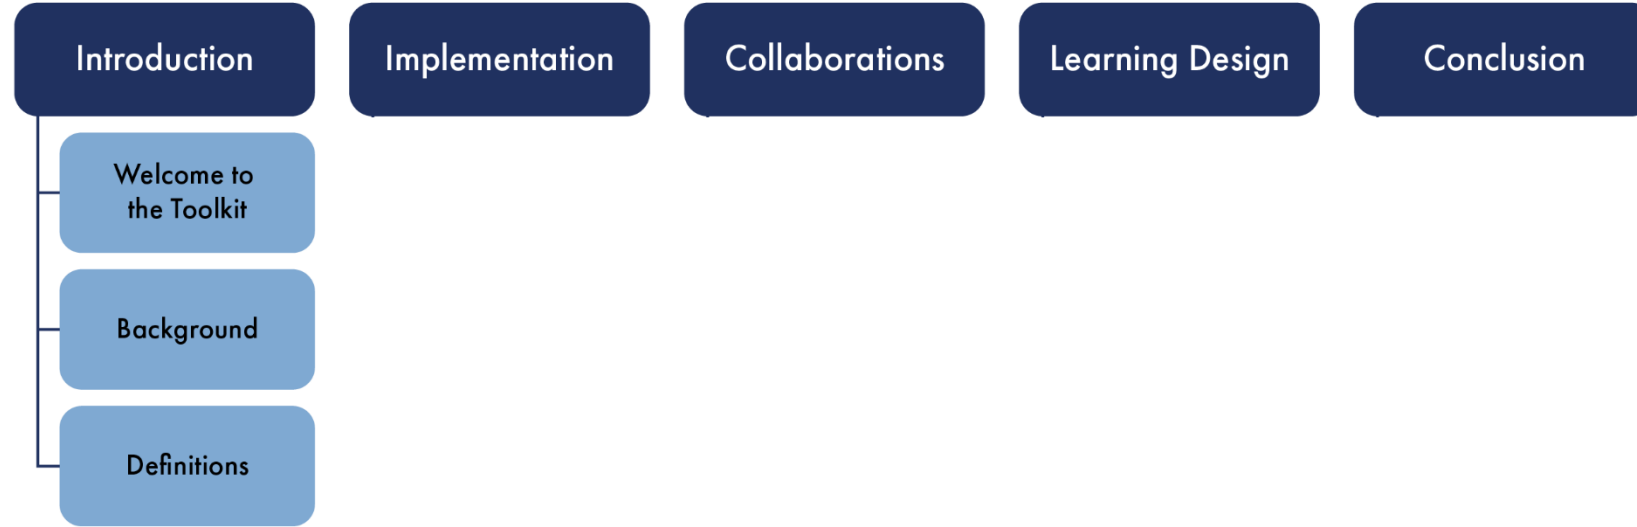 Introduction
Implementation
Collaborations
Learning Design
Conclusion
Welcome to
the Toolkit
Background
Definitions